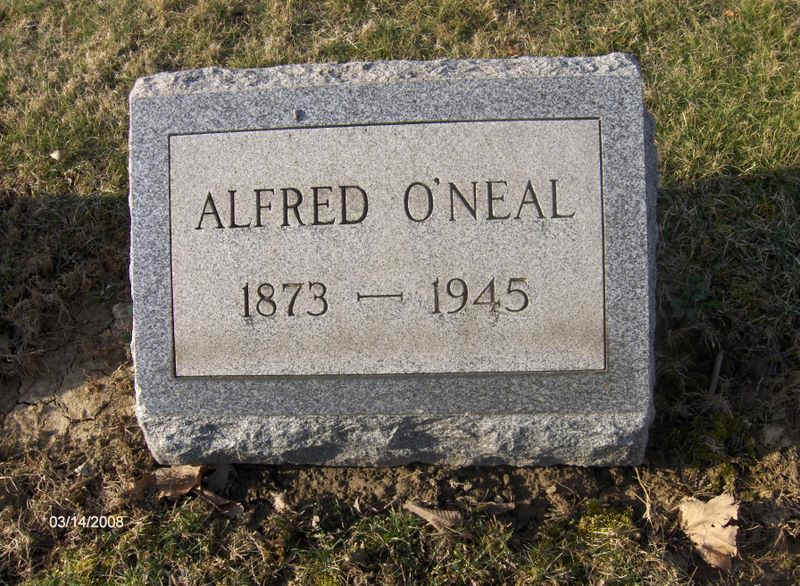 ALFRED O'NEAL
1873 — 1945
03/14/2008